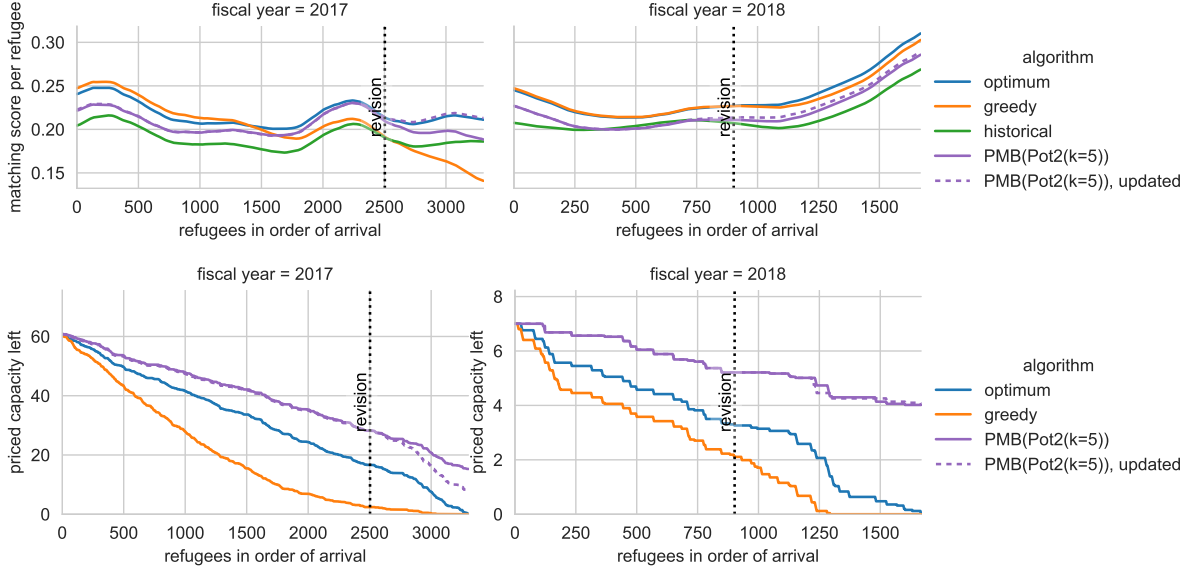 fiscal year = 2017
matching score per refugee
0.30
0.25
0.20
0.15
revision
0 500 1000 1500 2000 2500 3000
refugees in order of arrival
fiscal year = 2018
revision
0 250 500 750 1000 1250 1500
refugees in order of arrival
algorithm
optimum
greedy
historical
PMB(Pot2(k=5))
PMB(Pot2(k=5)), updated
fiscal year = 2017
priced capacity left
60
40
20
0
revision
0 500 1000 1500 2000 2500 3000
refugees in order of arrival
fiscal year = 2018
priced capacity left
8
6
4
2
0
revision
0 250 500 750 1000 1250 1500
refugees in order of arrival
algorithm
optimum
greedy
PMB(Pot2(k=5))
PMB(Pot2(k=5)), updated